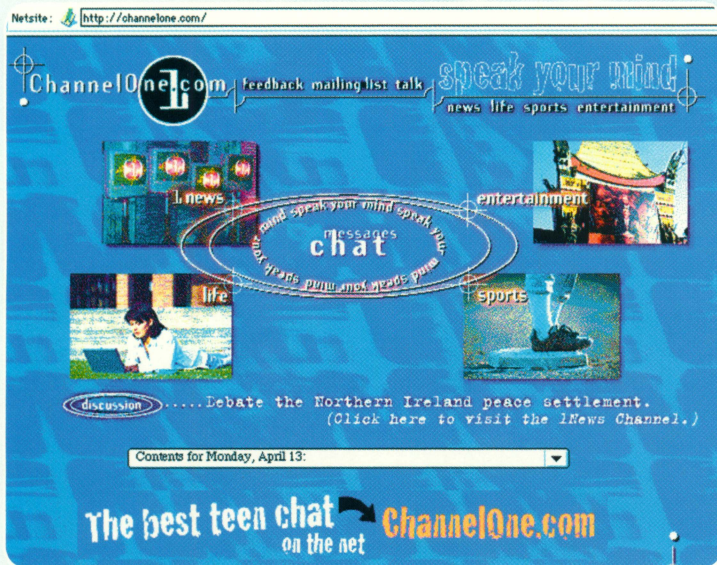 Netsite: http://channelone.com/
ChannelOne.com
feedback mailing list talk
speak your mind
news life sports entertainment
1.news
entertainment
speak your mind speak your mind speak your mind speak your mind
messages
chat
life
sports
discussion.....Debate the Northern Ireland peace settlement.
(Click here to visit the 1News Channel.)
Contents for Monday, April 13:
The best teen chat
on the net
ChannelOne.com